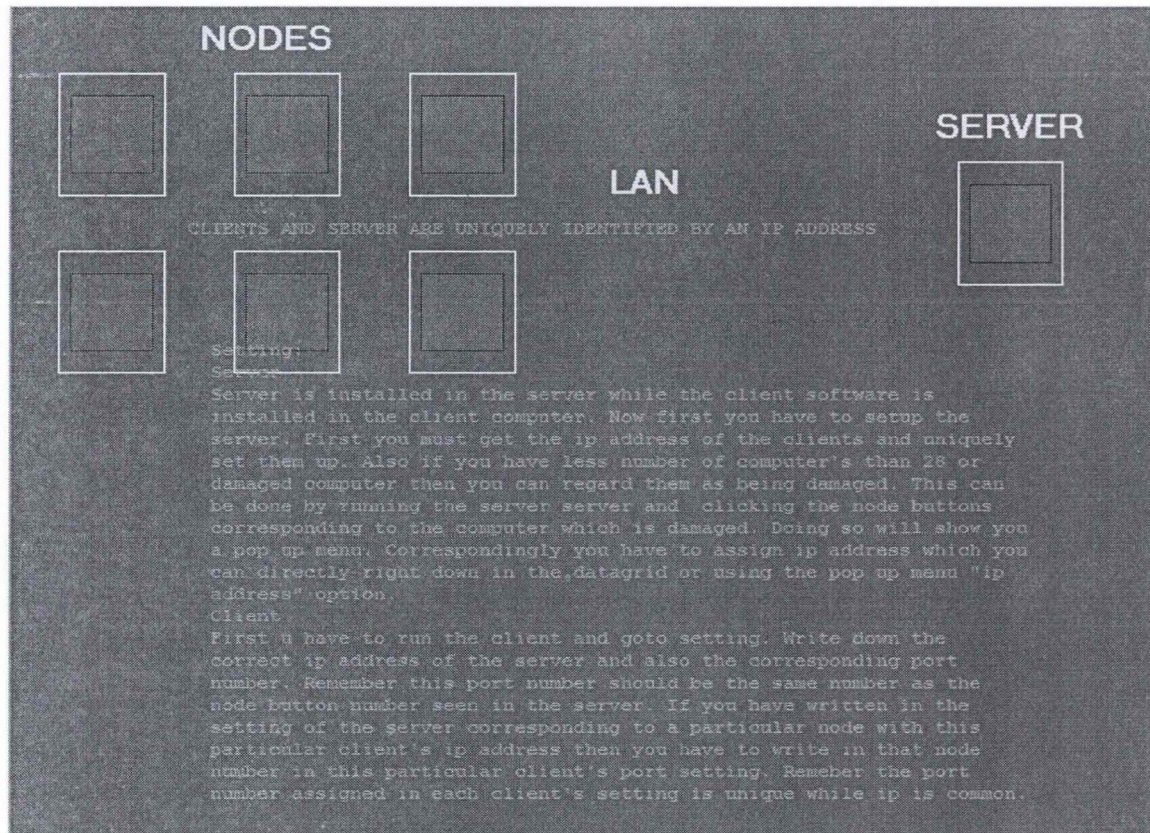 NODES
SERVER
LAN
CLIENTS AND SERVER ARE UNIQUELY IDENTIFIED BY AN IP ADDRESS
Setting:
Server
Server is installed in the server while the client software is
installed in the client computer. Now first you have to setup the
server. First you must get the ip address of the clients and uniquely
set them up. Also if you have less number of computer's than 28 or
damaged computer then you can regard them as being damaged. This can
be done by running the server server and clicking the node buttons
corresponding to the computer which is damaged. Doing so will show you
a pop up menu. Correspondingly you have to assign ip address which you
can directly right down in the datagrid or using the pop up menu "ip
address" option.
Client
First u have to run the client and goto setting. Write down the
correct ip address of the server and also the corresponding port
number. Remember this port number should be the same number as the
node button number seen in the server. If you have written in the
setting of the server corresponding to a particular node with this
particular client's ip address then you have to write in that node
number in this particular client's port setting. Remeber the port
number assigned in each client's setting is unique while ip is common.